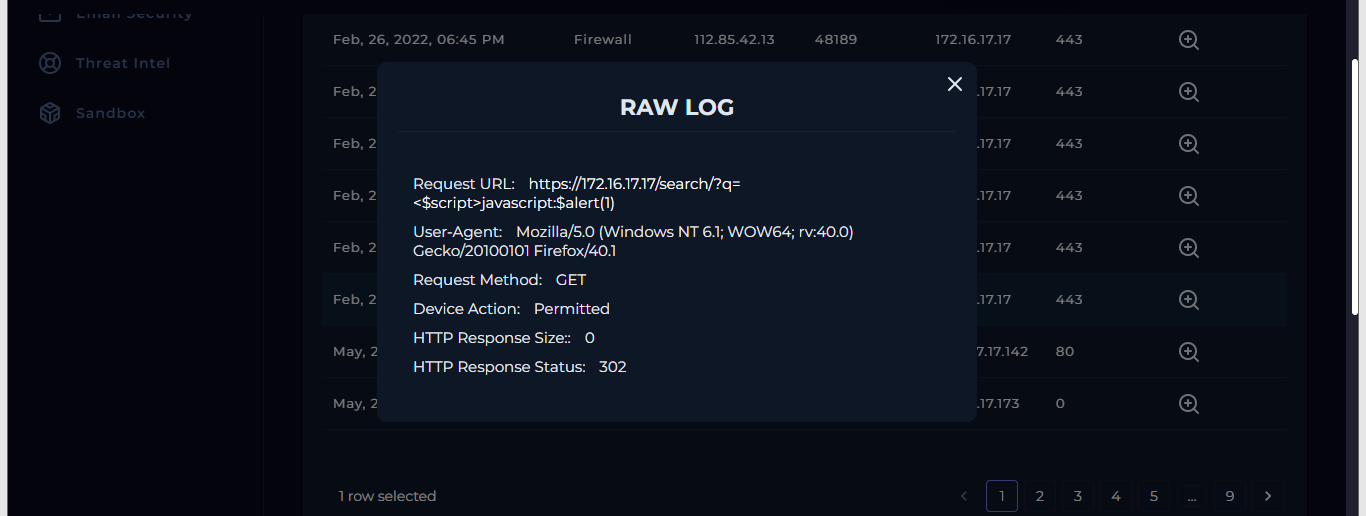 Email Security
Feb, 26, 2022, 06:45 PM Firewall 112.85.42.13 48189 172.16.17.17 443
Threat Intel
Feb, 2 .17.17 443
RAW LOG
Sandbox
Feb, 2 .17.17 443
Request URL: https://172.16.17.17/search/?q=
<$script>javascript:$alert(1)
Feb, 2 .17.17 443
User-Agent: Mozilla/5.0 (Windows NT 6.1; WOW64; rv:40.0)
Gecko/20100101 Firefox/40.1
Feb, 2 .17.17 443
Request Method: GET
Feb, 2 .17.17 443
Device Action: Permitted
HTTP Response Size:: 0
May, 2 7.17.142 80
HTTP Response Status: 302
May, 2 .17.173 0
1 row selected
1 2 3 4 5 ... 9